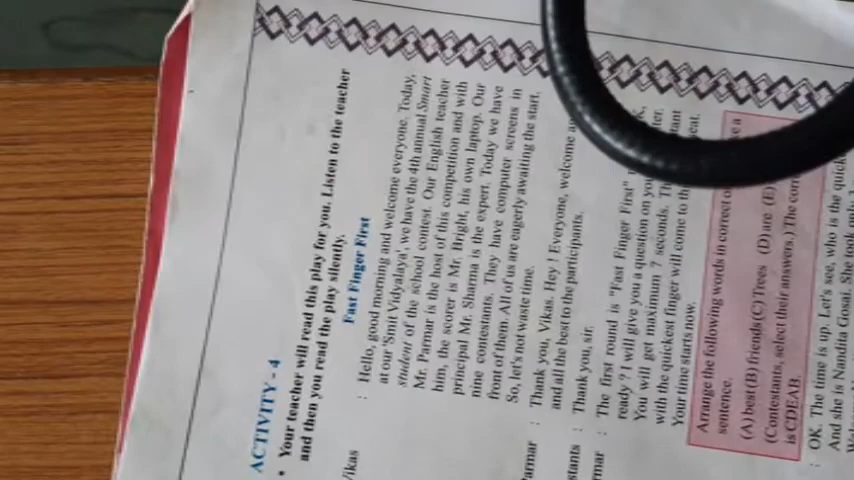 ACTIVITY - 4
• Your teacher will read this play for you. Listen to the teacher
and then you read the play silently.
Fast Finger First
Vikas : Hello, good morning and welcome everyone. Today,
at our 'Smit Vidyalaya', we have the 4th annual Smart
student of the school contest. Our English teacher
Mr. Parmar is the host of this competition and with
him, the scorer is Mr. Bright, his own laptop. Our
principal Mr. Sharma is the expert. Today we have
nine contestants. They have computer screens in
front of them. All of us are eagerly awaiting the start.
So, let's not waste time.
armar : Thank you, Vikas. Hey ! Everyone, welcome
and all the best to the participants.
stants : Thank you, sir.
rmar : The first round is "Fast Finger First"
ready ? I will give you a question on
You will get maximum 7 seconds.
with the quickest finger will come to the
Your time starts now.
Arrange the following words in correct
sentence.
(A) best (B) friends (C) Trees (D) are (E)
(Contestants, select their answers.) The
is CDEAB.
: OK. The time is up. Let's see, who is the
And she is Nandita Gosai. She took only